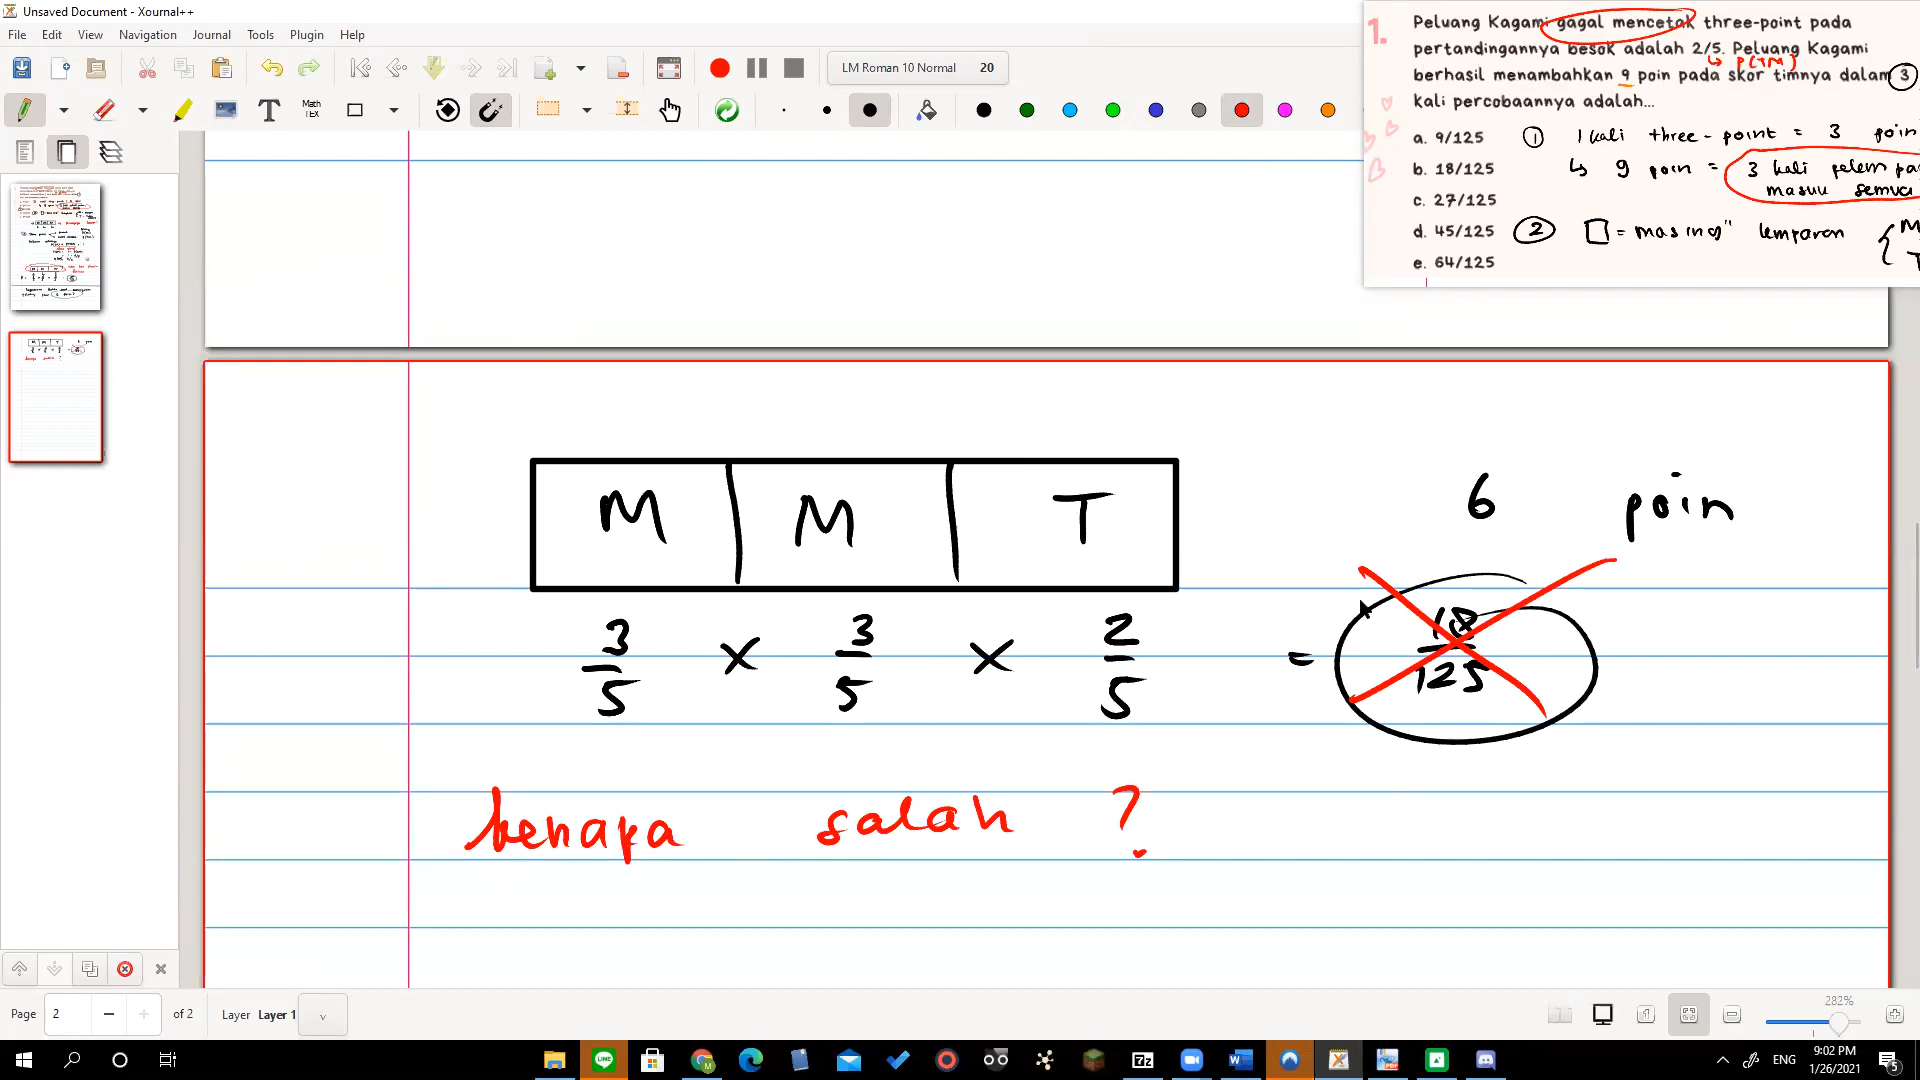 Unsaved Document - Xournal++
File Edit View Navigation Journal Tools Plugin Help
LM Roman 10 Normal 20
Math
TEX
1.
Peluang Kagami gagal mencetak three-point pada
pertandingannya besok adalah 2/5. Peluang Kagami
↳ P(TM)
berhasil menambahkan 9 poin pada skor timnya dalam 3
kali percobaannya adalah...
a. 9/125
b. 18/125
c. 27/125
d. 45/125
e. 64/125
① 1 kali three-point = 3 poin
↳ 9 poin = 3 kali
masuk semua
② □ = masing" lemparan
M M T
6 poin
3/5 × 3/5 × 2/5 = 18/125
kenapa salah ?
Page 2 of 2 Layer Layer 1
282%
ENG
9:02 PM
1/26/2021
5